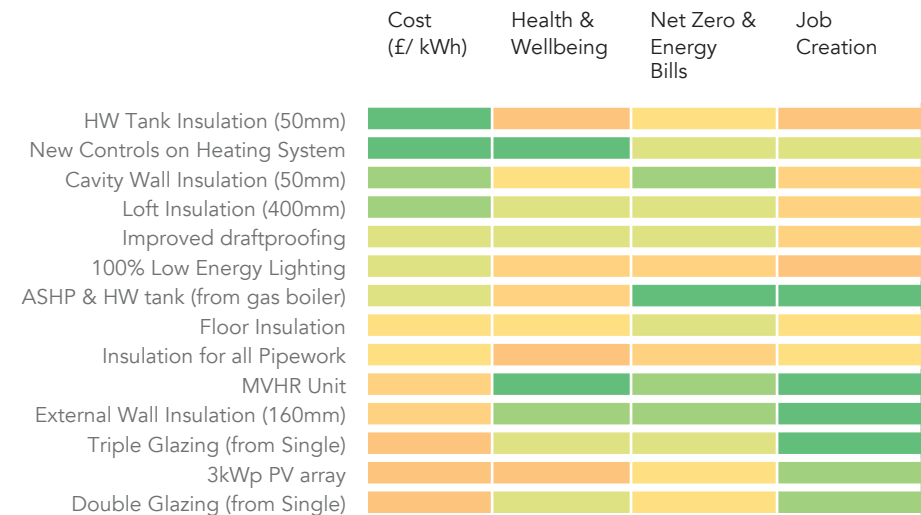 Cost
(£/ kWh)
Health &
Wellbeing
Net Zero &
Energy
Bills
Job
Creation
HW Tank Insulation (50mm)
New Controls on Heating System
Cavity Wall Insulation (50mm)
Loft Insulation (400mm)
Improved draftproofing
100% Low Energy Lighting
ASHP & HW tank (from gas boiler)
Floor Insulation
Insulation for all Pipework
MVHR Unit
External Wall Insulation (160mm)
Triple Glazing (from Single)
3kWp PV array
Double Glazing (from Single)